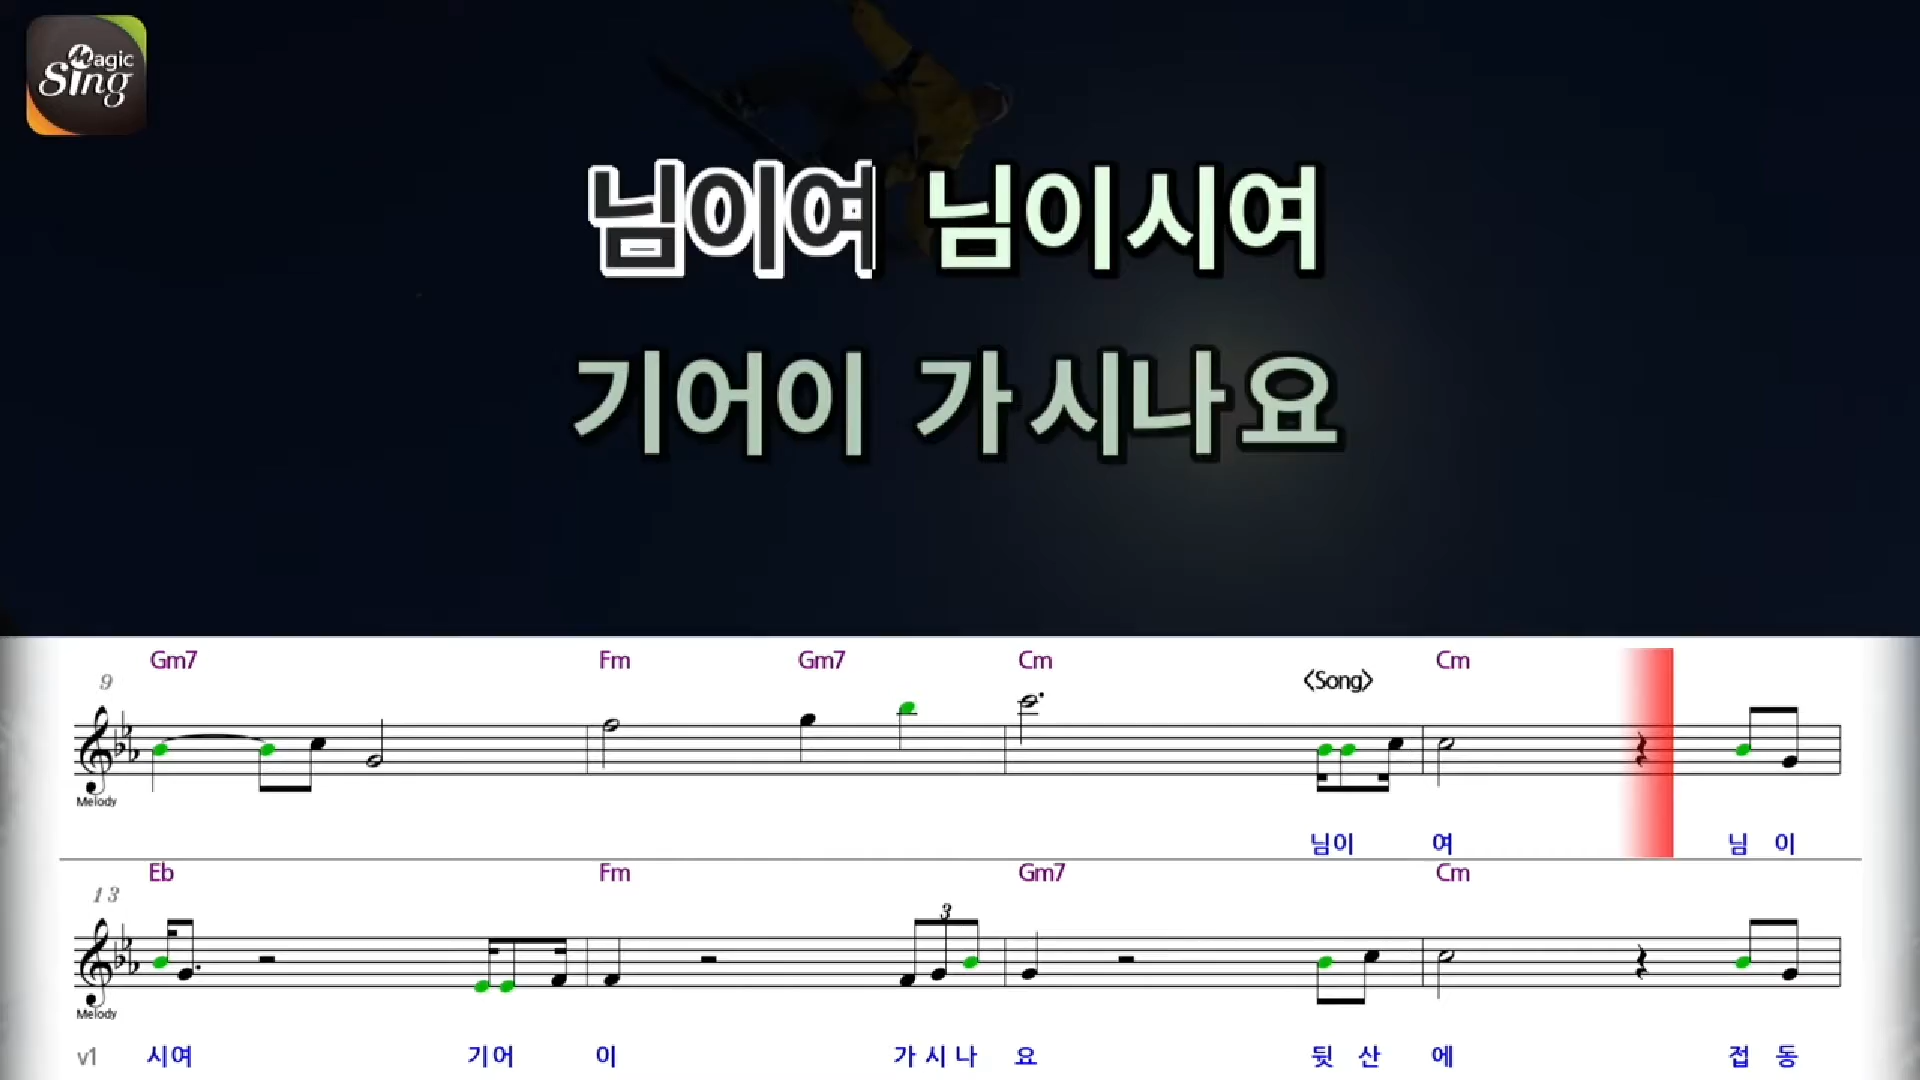 Magic
Sing
님이여 님이시여
기어이 가시나요
Gm7 Fm Gm7 Cm Cm
9 <Song>
Melody
님이 여 님 이
Eb Fm Gm7 Cm
13 3
Melody
v1 시여 기어 이 가 시 나 요 뒷 산 에 접 동